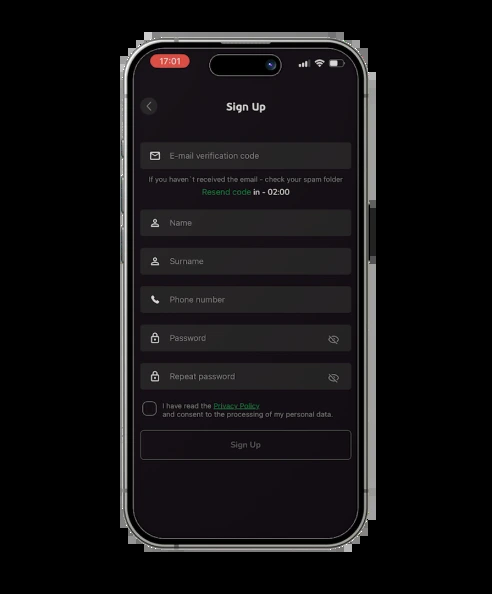 17:01
Sign Up
E-mail verification code
If you haven`t received the email - check your spam folder
Resend code in - 02:00
Name
Surname
Phone number
Password
Repeat password
I have read the Privacy Policy
and consent to the processing of my personal data.
Sign Up